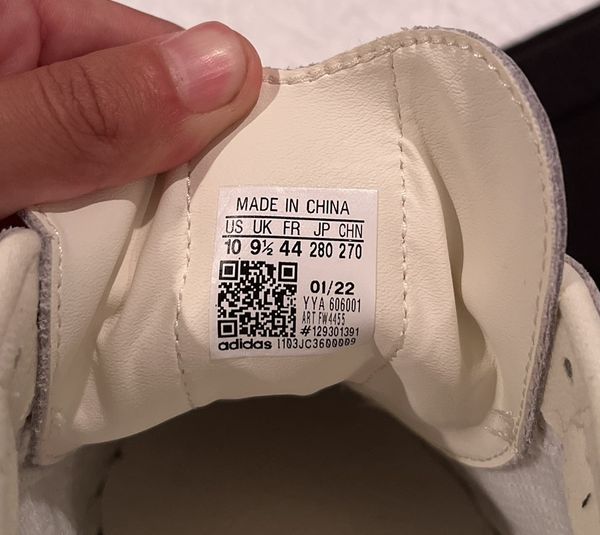 MADE IN CHINA
US UK FR JP CHN
10 9½ 44 280 270
01/22
YYA 606001
ART FW4455
#129301391
adidas 1103JC3600009